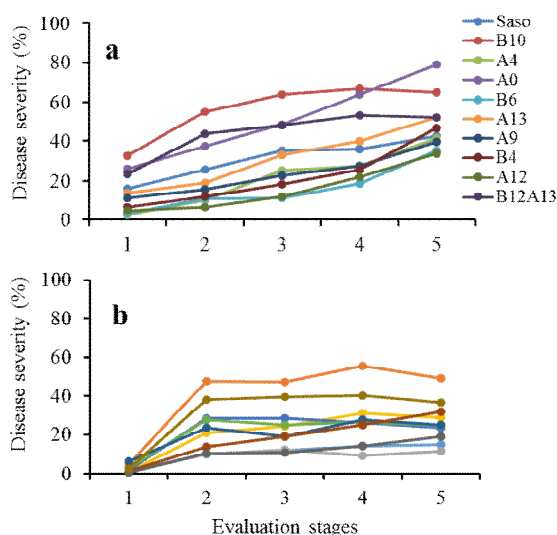 a
Disease severity (%)
100
80
60
40
20
0
1 2 3 4 5
Saso
B10
A4
A0
B6
A13
A9
B4
A12
B12A13
b
Disease severity (%)
100
80
60
40
20
0
1 2 3 4 5
Evaluation stages